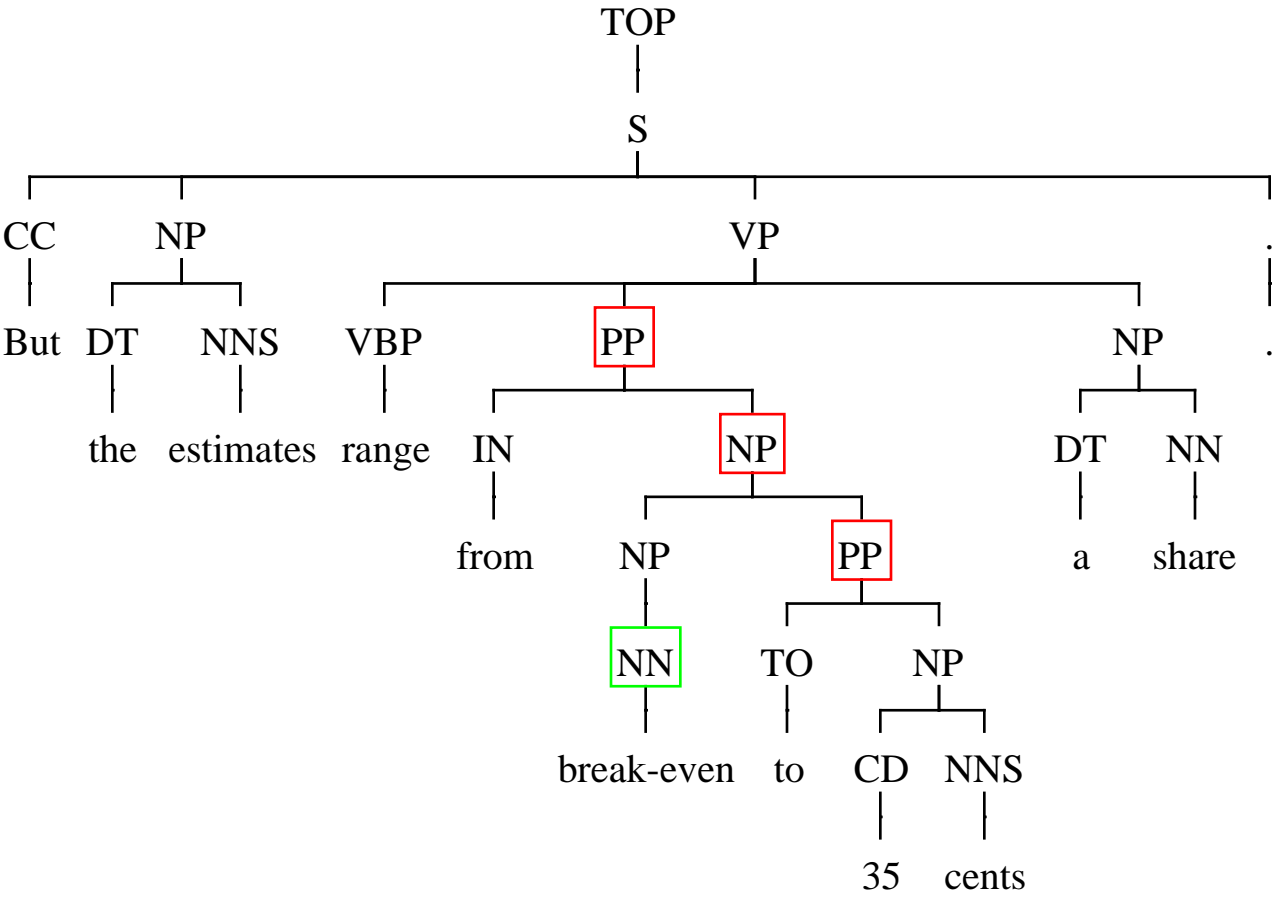 TOP
S
CC NP VP .
But DT NNS VBP PP NP .
the estimates range IN NP DT NN
from NP PP a share
NN TO NP
break-even to CD NNS
35 cents